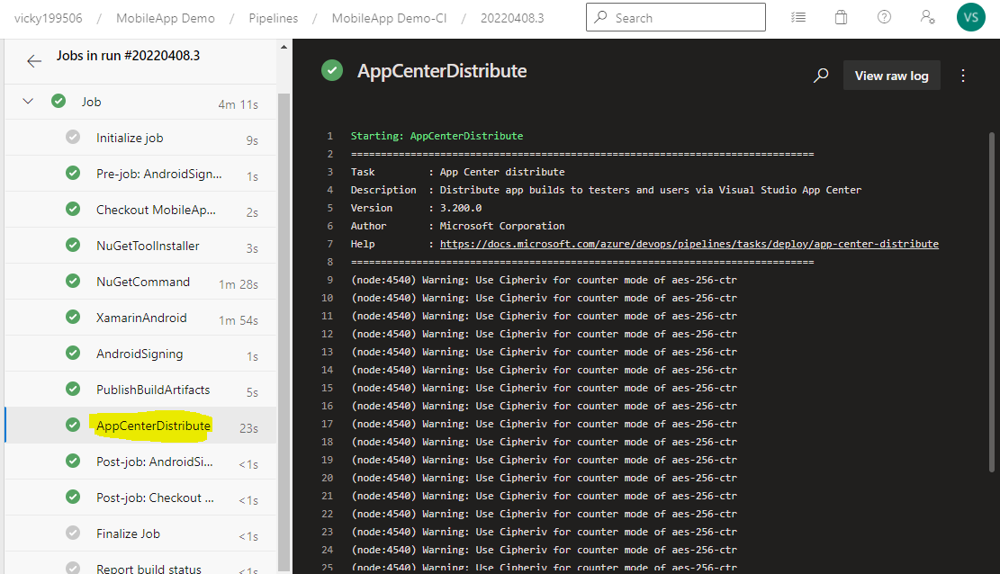 vicky199506 / MobileApp Demo / Pipelines / MobileApp Demo-CI / 20220408.3
Search
VS
Jobs in run #20220408.3
Job 4m 11s
Initialize job 9s
Pre-job: AndroidSign... 1s
Checkout MobileAp... 2s
NuGetToolInstaller 3s
NuGetCommand 1m 28s
XamarinAndroid 1m 54s
AndroidSigning 1s
PublishBuildArtifacts 5s
AppCenterDistribute 23s
Post-job: AndroidSi... <1s
Post-job: Checkout ... <1s
Finalize Job <1s
Report build status <1s
AppCenterDistribute
View raw log
1 Starting: AppCenterDistribute
2 ==============================================================================
3 Task : App Center distribute
4 Description : Distribute app builds to testers and users via Visual Studio App Center
5 Version : 3.200.0
6 Author : Microsoft Corporation
7 Help : https://docs.microsoft.com/azure/devops/pipelines/tasks/deploy/app-center-distribute
8 ==============================================================================
9 (node:4540) Warning: Use Cipheriv for counter mode of aes-256-ctr
10 (node:4540) Warning: Use Cipheriv for counter mode of aes-256-ctr
11 (node:4540) Warning: Use Cipheriv for counter mode of aes-256-ctr
12 (node:4540) Warning: Use Cipheriv for counter mode of aes-256-ctr
13 (node:4540) Warning: Use Cipheriv for counter mode of aes-256-ctr
14 (node:4540) Warning: Use Cipheriv for counter mode of aes-256-ctr
15 (node:4540) Warning: Use Cipheriv for counter mode of aes-256-ctr
16 (node:4540) Warning: Use Cipheriv for counter mode of aes-256-ctr
17 (node:4540) Warning: Use Cipheriv for counter mode of aes-256-ctr
18 (node:4540) Warning: Use Cipheriv for counter mode of aes-256-ctr
19 (node:4540) Warning: Use Cipheriv for counter mode of aes-256-ctr
20 (node:4540) Warning: Use Cipheriv for counter mode of aes-256-ctr
21 (node:4540) Warning: Use Cipheriv for counter mode of aes-256-ctr
22 (node:4540) Warning: Use Cipheriv for counter mode of aes-256-ctr
23 (node:4540) Warning: Use Cipheriv for counter mode of aes-256-ctr
24 (node:4540) Warning: Use Cipheriv for counter mode of aes-256-ctr
25 (node:4540) Warning: Use Cipheriv for counter mode of aes-256-ctr